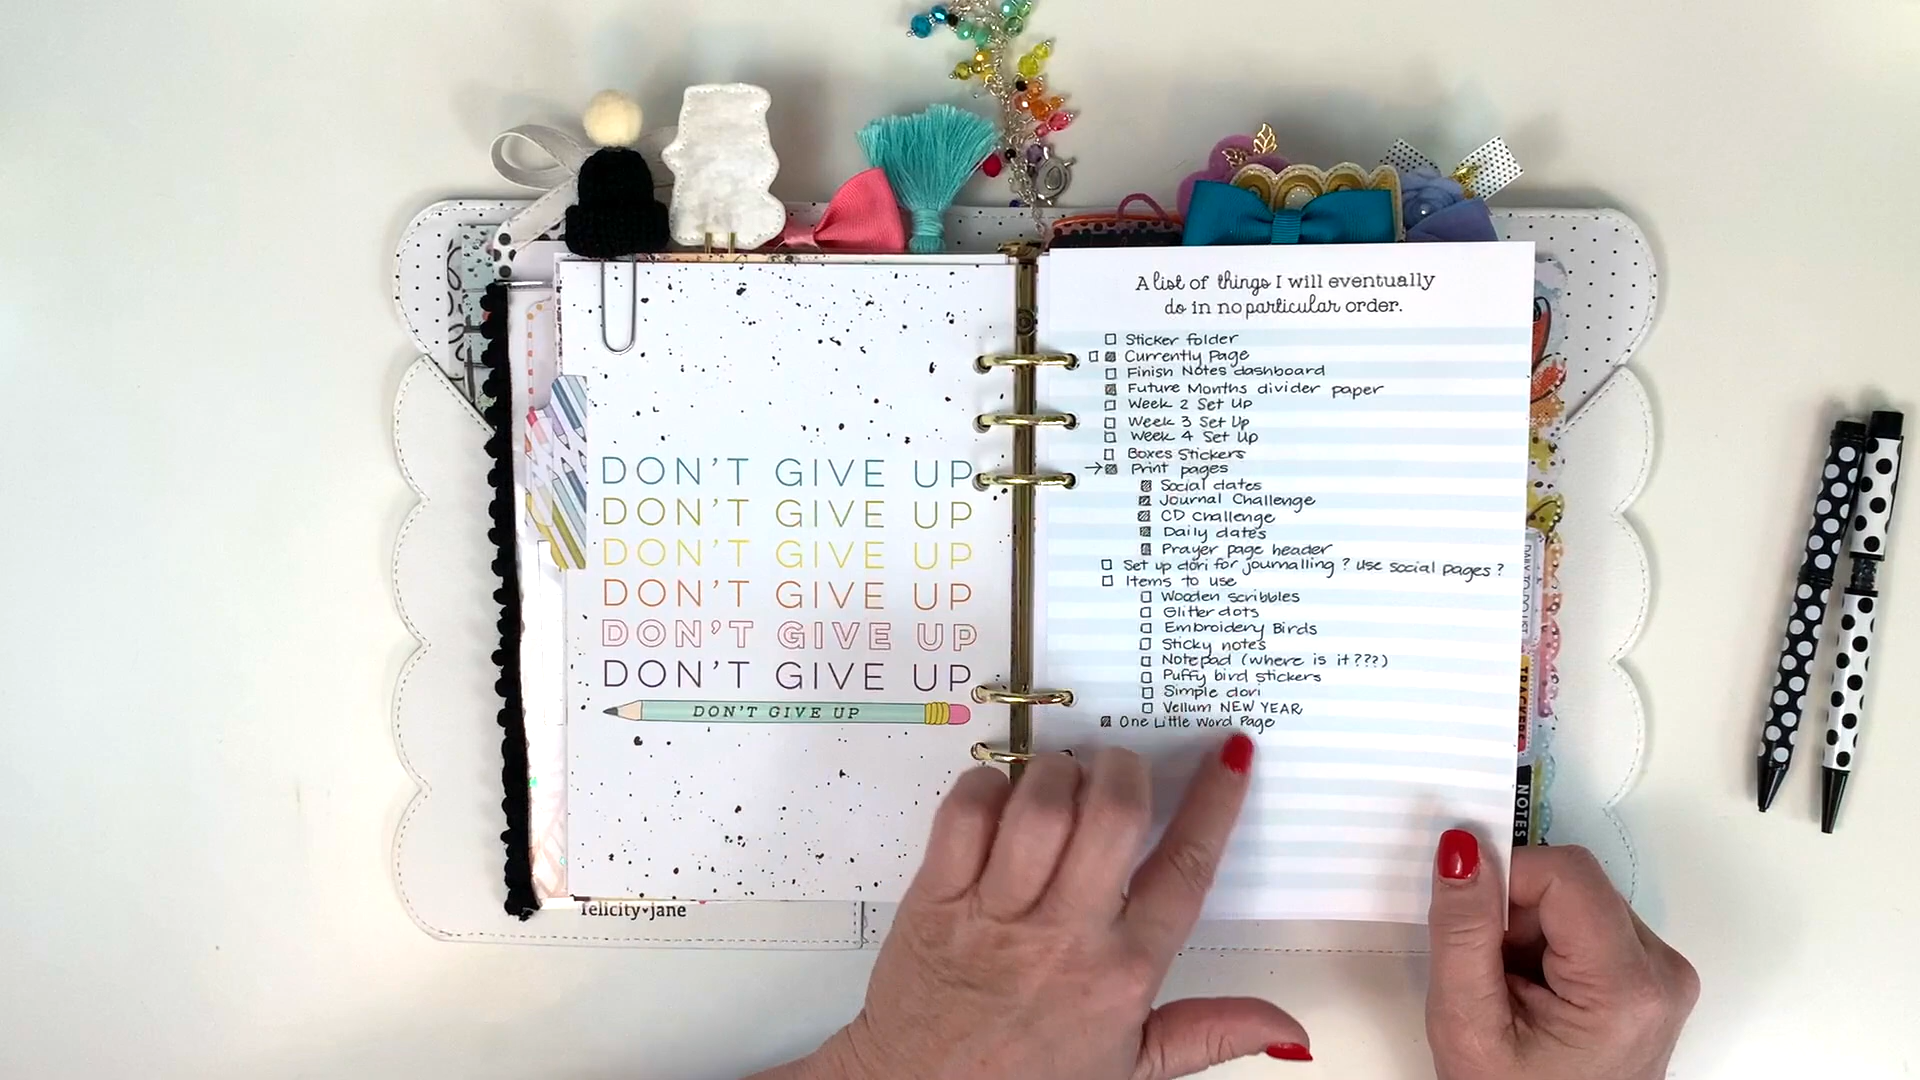 DON'T GIVE UP
DON'T GIVE UP
DON'T GIVE UP
DON'T GIVE UP
DON'T GIVE UP
DON'T GIVE UP
DON'T GIVE UP
felicity jane
A list of things I will eventually
do in no particular order.
Sticker folder
Currently Page
Finish Notes dashboard
Future Months divider paper
Week 2 Set Up
Week 3 Set Up
Week 4 Set Up
Boxes Stickers
→ Print pages
Social dates
Journal Challenge
CD Challenge
Daily dates
Prayer page header
Set up dori for journalling ? use social pages ?
Items to use
Wooden scribbles
Glitter dots
Embroidery Birds
Sticky notes
Notepad (where is it???)
Puffy bird stickers
Simple dori
Vellum NEW YEAR
One Little Word Page
TRACKERS
NOTES